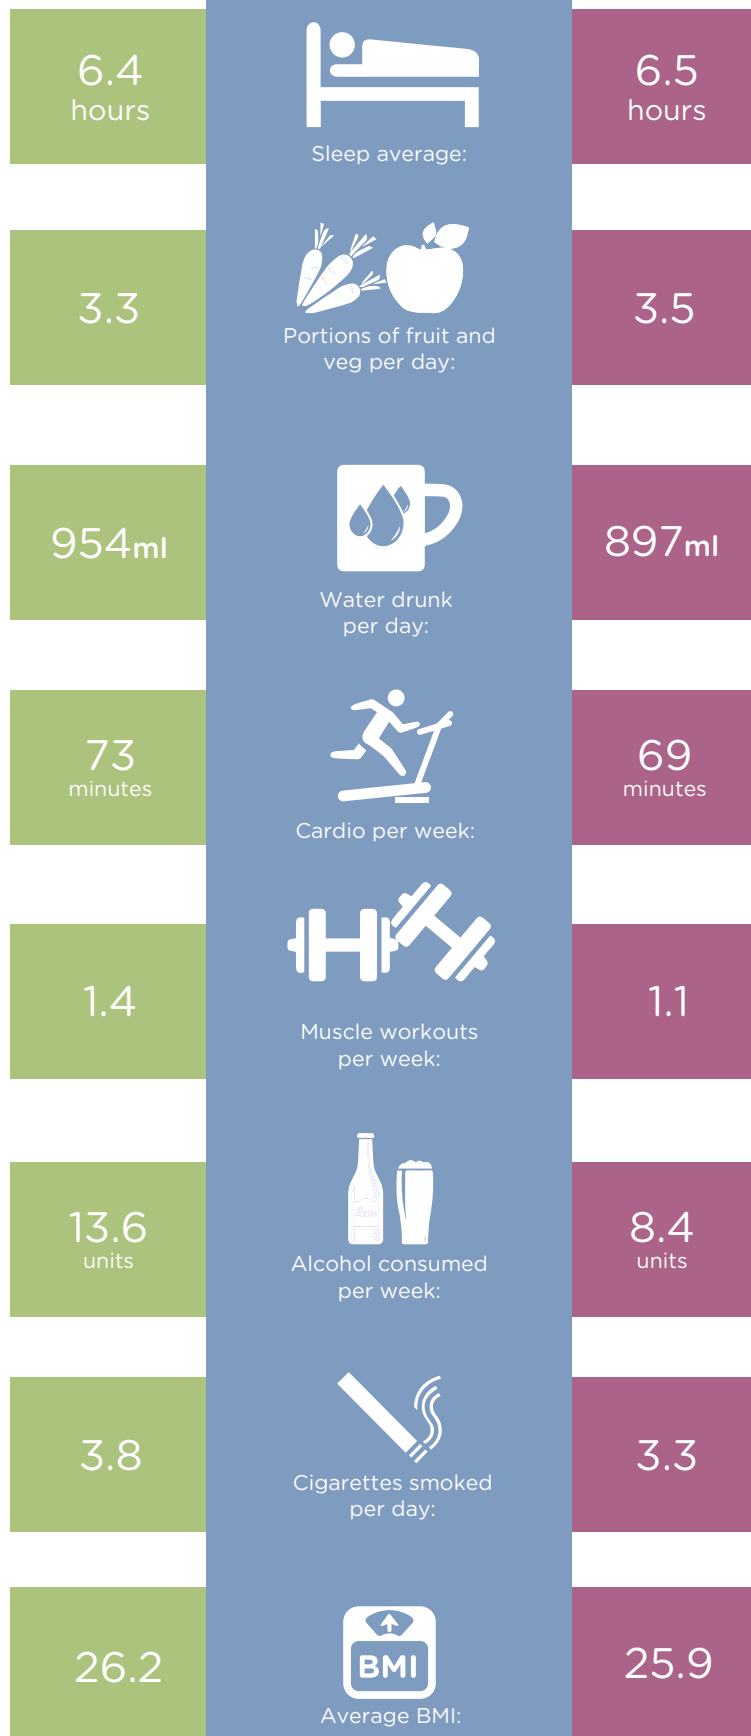 6.4
hours
Sleep average:
6.5
hours
3.3
Portions of fruit and
veg per day:
3.5
954ml
Water drunk
per day:
897ml
73
minutes
Cardio per week:
69
minutes
1.4
Muscle workouts
per week:
1.1
13.6
units
Alcohol consumed
per week:
8.4
units
3.8
Cigarettes smoked
per day:
3.3
26.2
BMI
Average BMI:
25.9